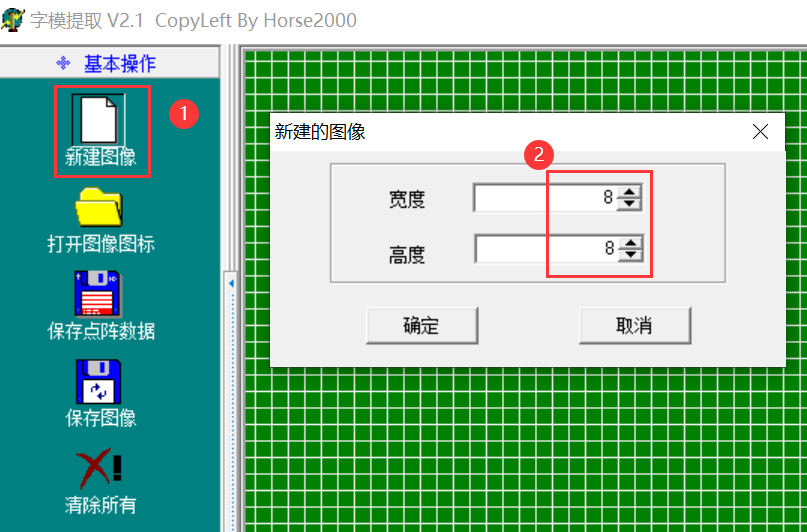 字模提取 V2.1 CopyLeft By Horse2000
基本操作
1
新建图像
打开图像图标
保存点阵数据
保存图像
清除所有
新建的图像
2
宽度 8
高度 8
确定 取消